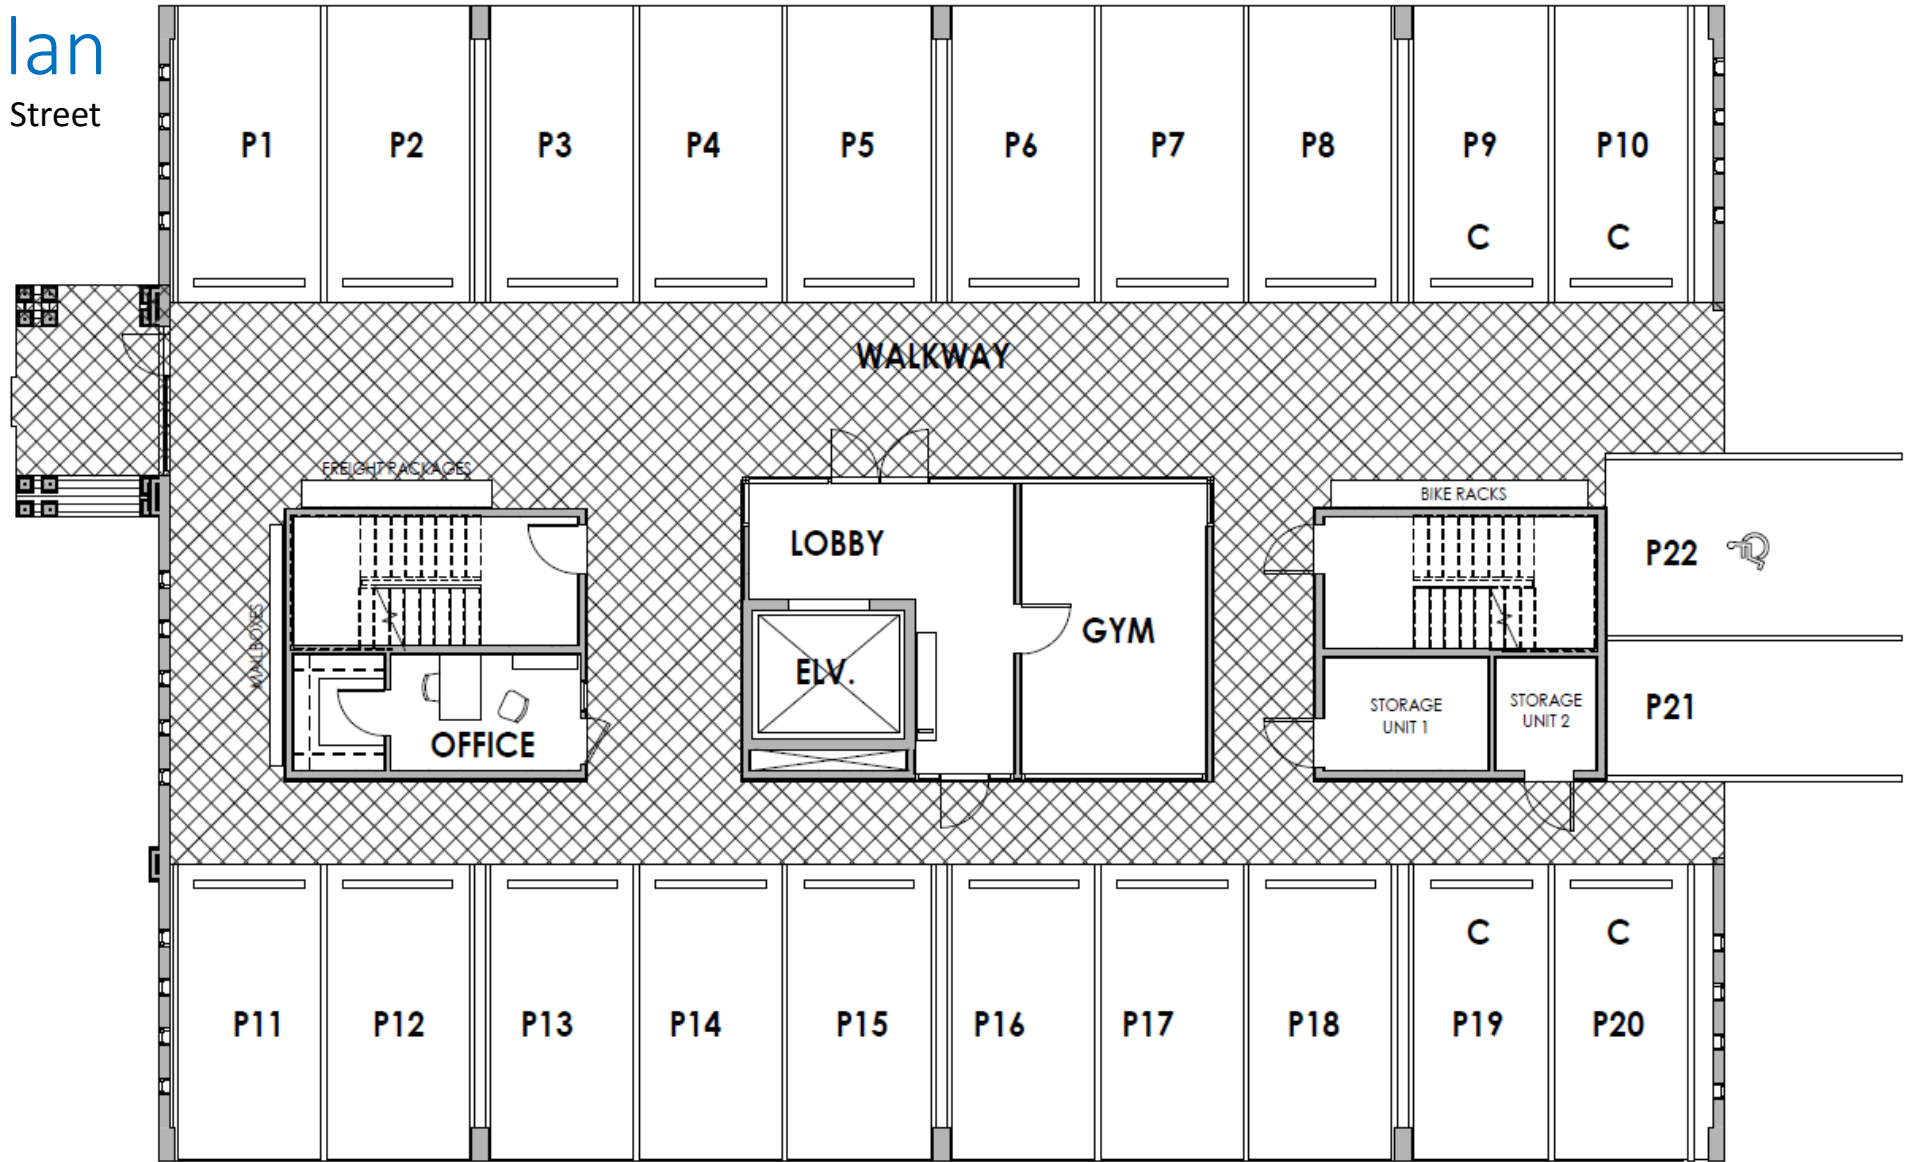 lan
Street
P1 P2 P3 P4 P5 P6 P7 P8 P9 P10
C C
WALKWAY
FREIGHT PACKAGES
BIKE RACKS
LOBBY
P22
MAILBOXES
GYM
ELV.
STORAGE
UNIT 1
STORAGE
UNIT 2
P21
OFFICE
C C
P11 P12 P13 P14 P15 P16 P17 P18 P19 P20